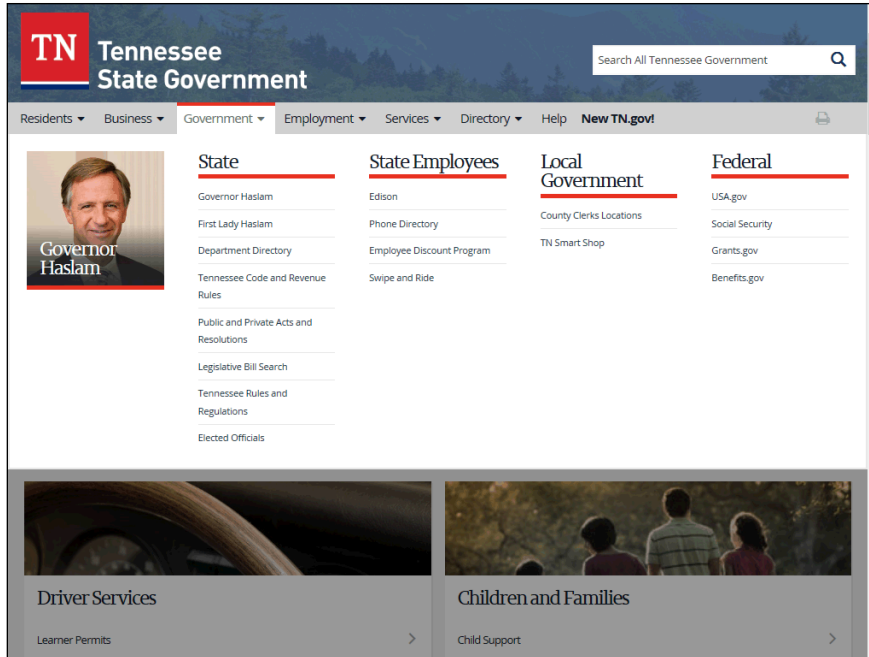 TN
Tennessee
State Government
Search All Tennessee Government
Residents Business Government Employment Services Directory Help New TN.gov!
Governor
Haslam
State
Governor Haslam
First Lady Haslam
Department Directory
Tennessee Code and Revenue
Rules
Public and Private Acts and
Resolutions
Legislative Bill Search
Tennessee Rules and
Regulations
Elected Officials
State Employees
Edison
Phone Directory
Employee Discount Program
Swipe and Ride
Local
Government
County Clerks Locations
TN Smart Shop
Federal
USA.gov
Social Security
Grants.gov
Benefits.gov
Driver Services
Learner Permits
Children and Families
Child Support